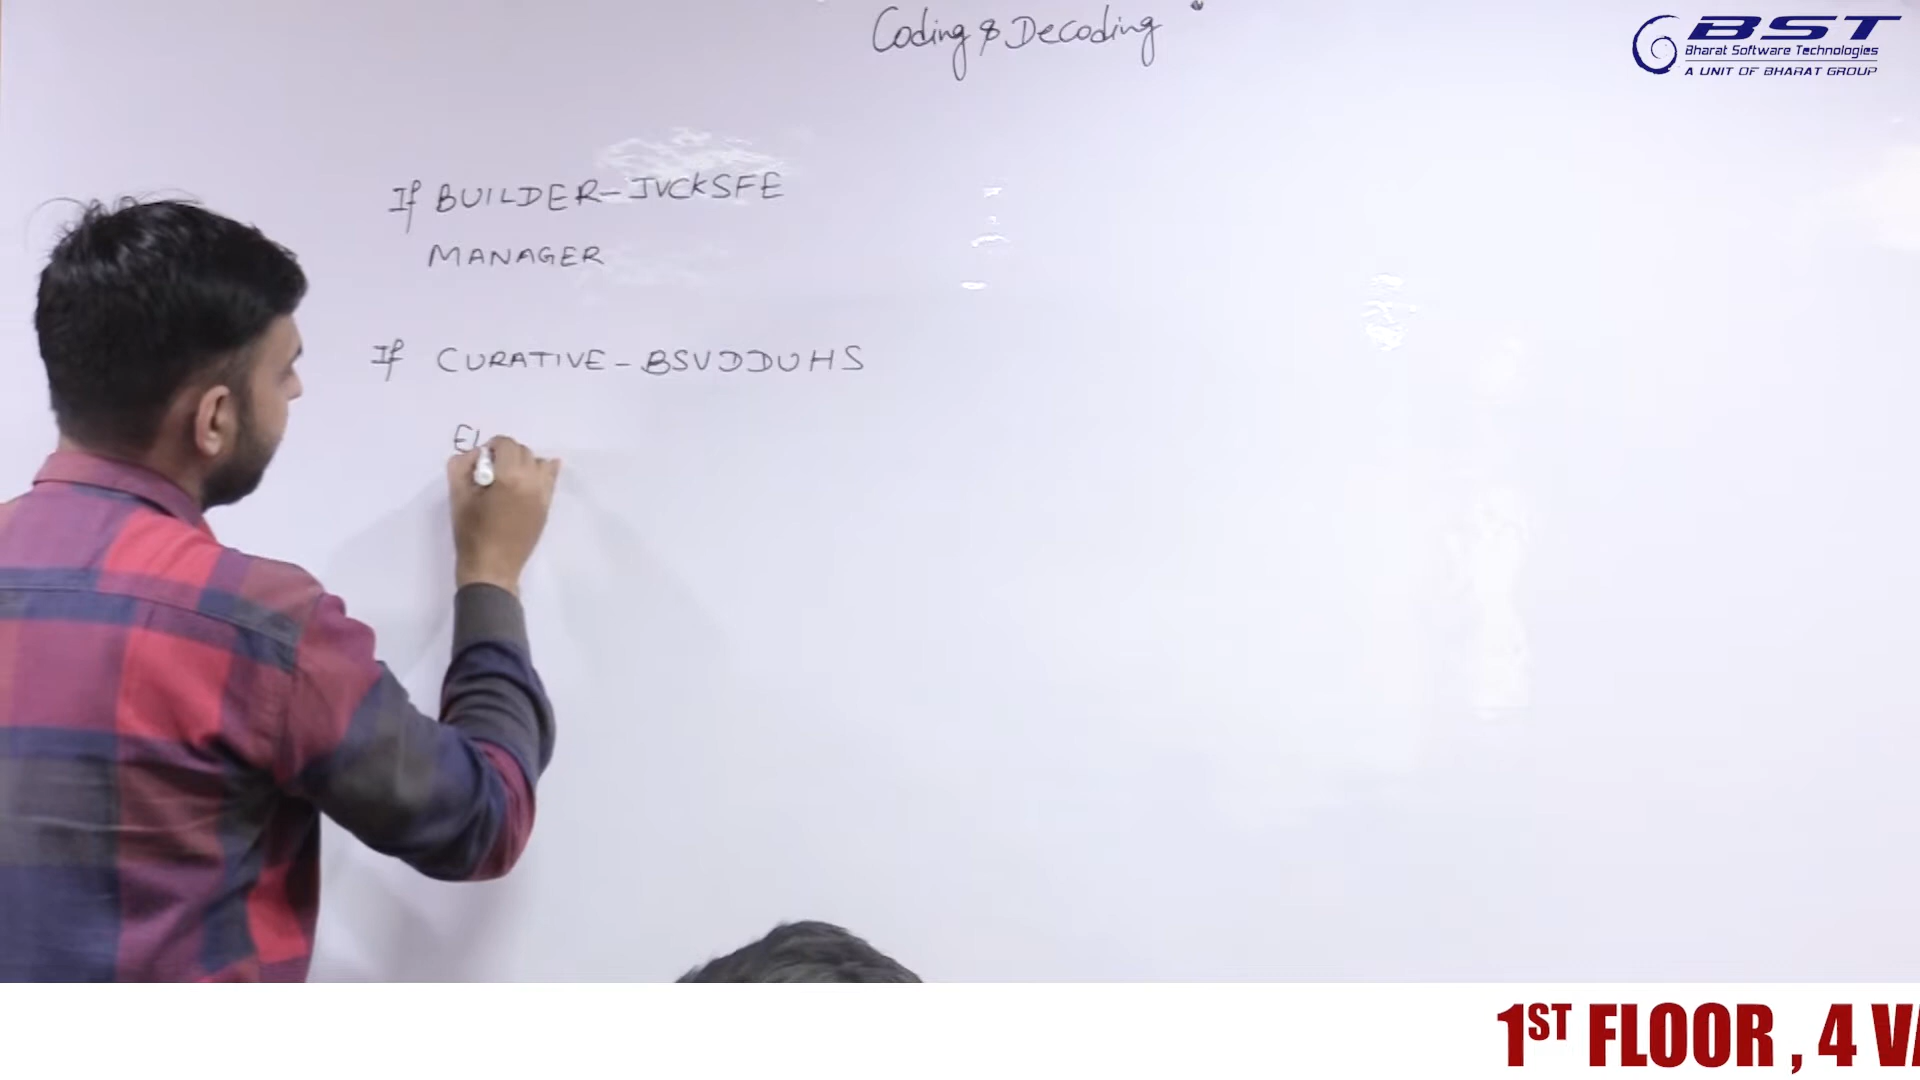 Coding & Decoding
BST
Bharat Software Technologies
A UNIT OF BHARAT GROUP
If BUILDER - JVCKSFE
MANAGER
If CURATIVE - BSVDDUHS
1ST FLOOR , 4